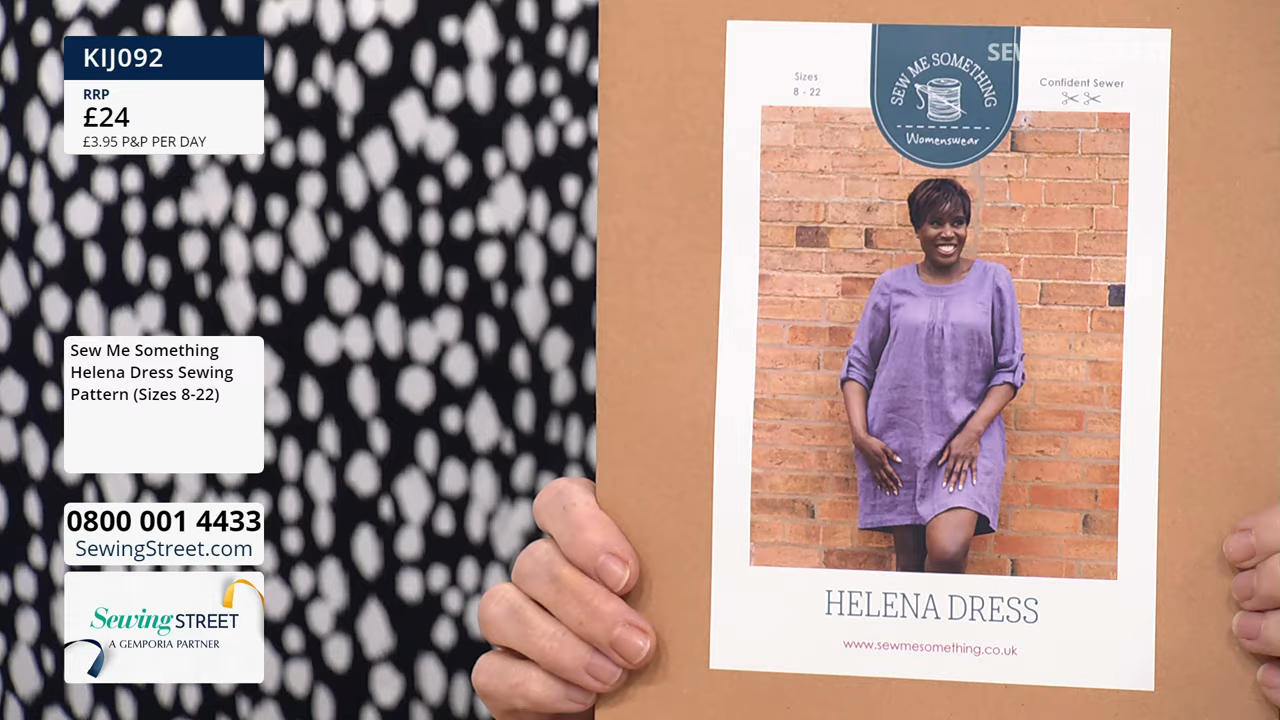 KIJ092
RRP
£24
£3.95 P&P PER DAY
Sew Me Something
Helena Dress Sewing
Pattern (Sizes 8-22)
0800 001 4433
SewingStreet.com
Sewing STREET
A GEMPORIA PARTNER
Sizes
8 - 22
SEW ME SOMETHING
Womenswear
Confident Sewer
HELENA DRESS
www.sewmesomething.co.uk